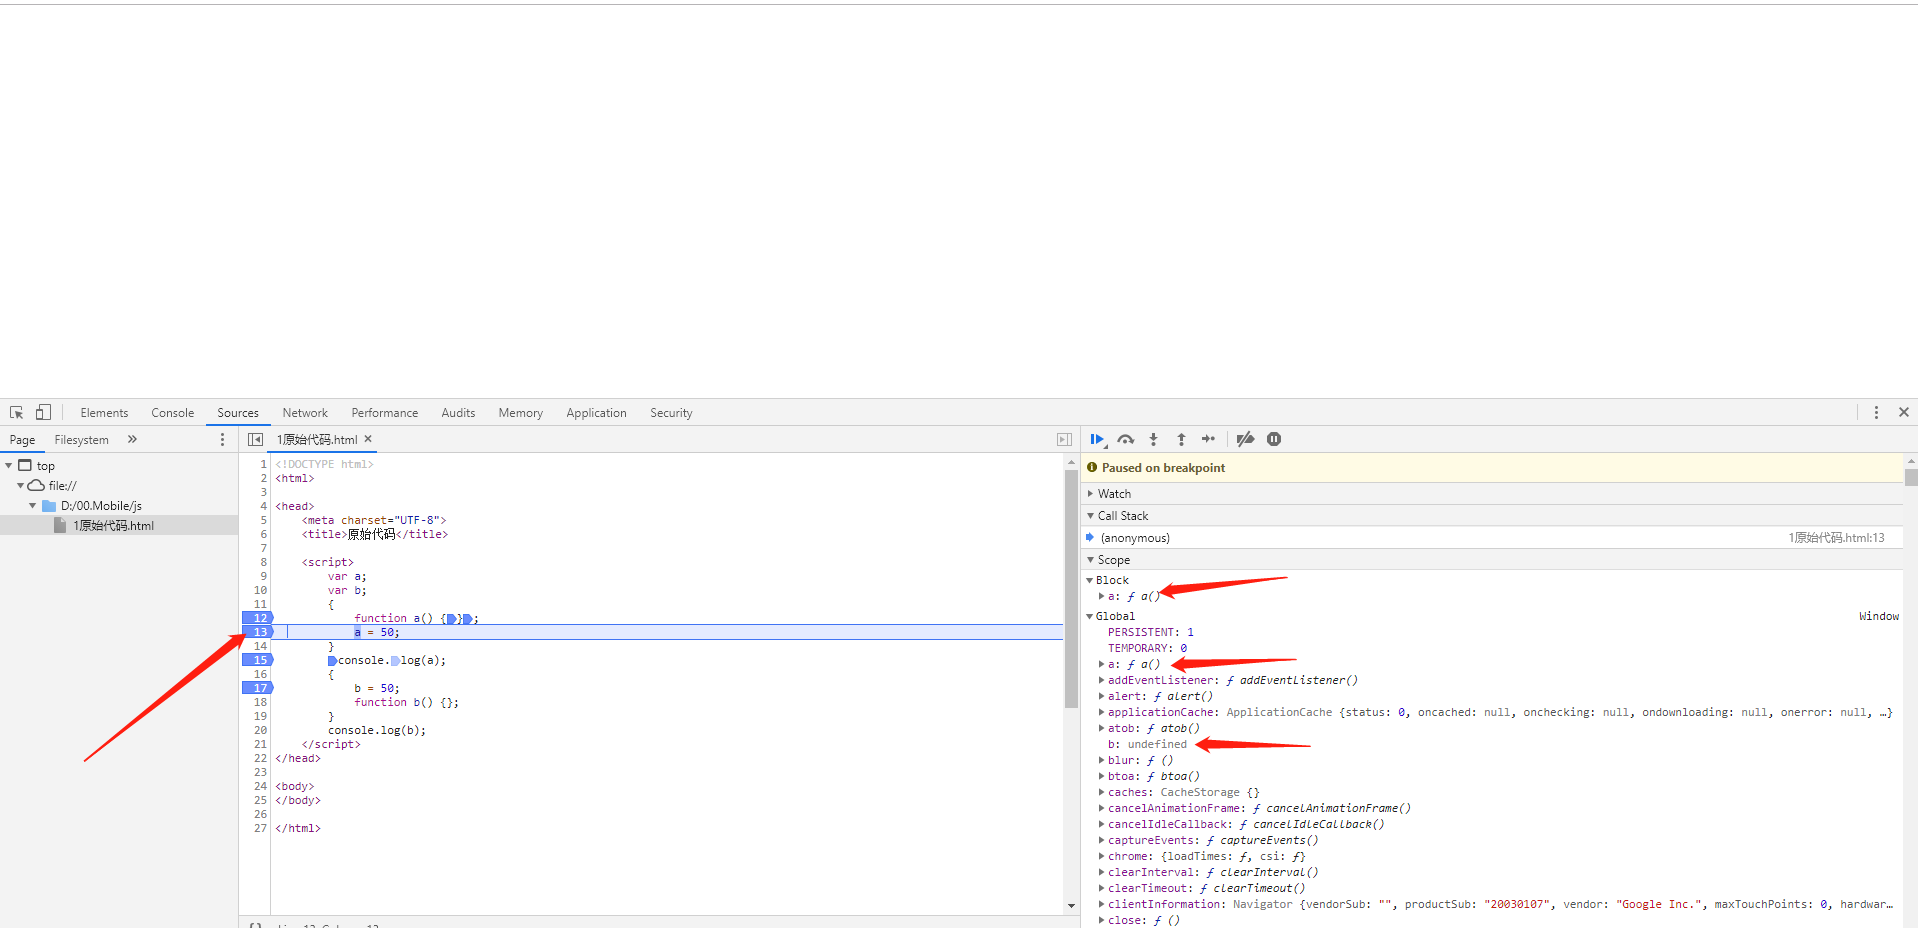 Elements Console Sources Network Performance Audits Memory Application Security
Page Filesystem »
1原始代码.html ×
top
file://
D:/00.Mobile/js
1原始代码.html
1 <!DOCTYPE html>
2 <html>
3
4 <head>
5 <meta charset="UTF-8">
6 <title>原始代码</title>
7
8 <script>
9 var a;
10 var b;
11 {
12 function a() {};
13 a = 50;
14 }
15 console.log(a);
16 {
17 b = 50;
18 function b() {};
19 }
20 console.log(b);
21 </script>
22 </head>
23
24 <body>
25 </body>
26
27 </html>
Paused on breakpoint
Watch
Call Stack
(anonymous) 1原始代码.html:13
Scope
Block
a: ƒ a()
Global Window
PERSISTENT: 1
TEMPORARY: 0
a: ƒ a()
addEventListener: ƒ addEventListener()
alert: ƒ alert()
applicationCache: ApplicationCache {status: 0, oncached: null, onchecking: null, ondownloading: null, onerror: null, …}
atob: ƒ atob()
b: undefined
blur: ƒ ()
btoa: ƒ btoa()
caches: CacheStorage {}
cancelAnimationFrame: ƒ cancelAnimationFrame()
cancelIdleCallback: ƒ cancelIdleCallback()
captureEvents: ƒ captureEvents()
chrome: {loadTimes: ƒ, csi: ƒ}
clearInterval: ƒ clearInterval()
clearTimeout: ƒ clearTimeout()
clientInformation: Navigator {vendorSub: "", productSub: "20030107", vendor: "Google Inc.", maxTouchPoints: 0, hardwar…
close: ƒ ()